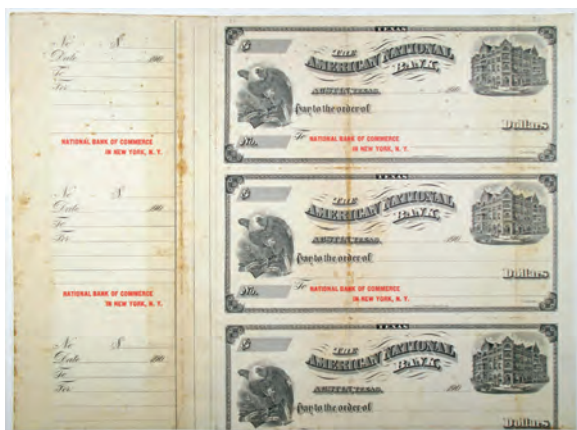 No $
Date 190
To
For
NATIONAL BANK OF COMMERCE
IN NEW YORK, N. Y.
TEXAS
$
THE
AMERICAN NATIONAL
BANK,
AUSTIN, TEXAS, 190
Pay to the order of
Dollars
No. To NATIONAL BANK OF COMMERCE
IN NEW YORK, N. Y.
No $
Date 190
To
For
NATIONAL BANK OF COMMERCE
IN NEW YORK, N. Y.
TEXAS
$
THE
AMERICAN NATIONAL
BANK,
AUSTIN, TEXAS, 190
Pay to the order of
Dollars
No. To NATIONAL BANK OF COMMERCE
IN NEW YORK, N. Y.
No $
Date 190
To
For
TEXAS
$
THE
AMERICAN NATIONAL
BANK,
AUSTIN, TEXAS, 190
Pay to the order of
Dollars